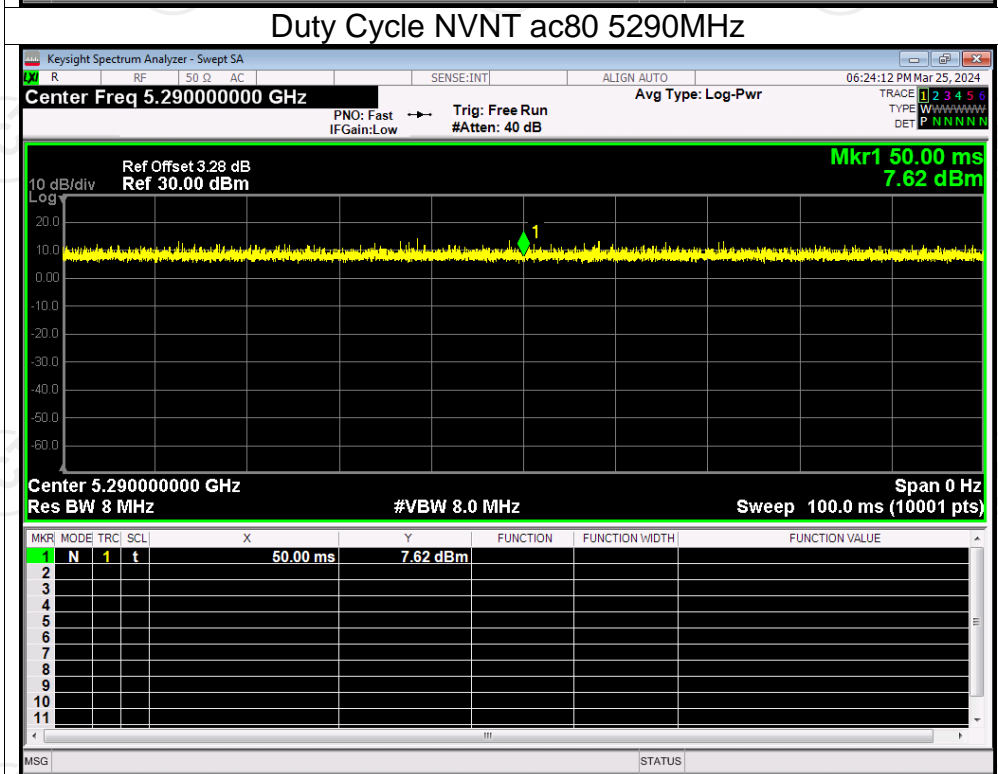 Duty Cycle NVNT ac80 5290MHz
Keysight Spectrum Analyzer - Swept SA
LXI R RF 50 Ω AC SENSE:INT ALIGN AUTO 06:24:12 PM Mar 25, 2024
Center Freq 5.290000000 GHz Avg Type: Log-Pwr TRACE 1 2 3 4 5 6
PNO: Fast Trig: Free Run TYPE WWWWWW
IFGain:Low #Atten: 40 dB DET P N N N N N
Mkr1 50.00 ms
Ref Offset 3.28 dB
10 dB/div Ref 30.00 dBm 7.62 dBm
Log
20.0
1
10.0
0.00
-10.0
-20.0
-30.0
-40.0
-50.0
-60.0
Center 5.290000000 GHz Span 0 Hz
Res BW 8 MHz #VBW 8.0 MHz Sweep 100.0 ms (10001 pts)
MKR MODE TRC SCL X Y FUNCTION FUNCTION WIDTH FUNCTION VALUE
1 N 1 t 50.00 ms 7.62 dBm
2
3
4
5
6
7
8
9
10
11
MSG STATUS